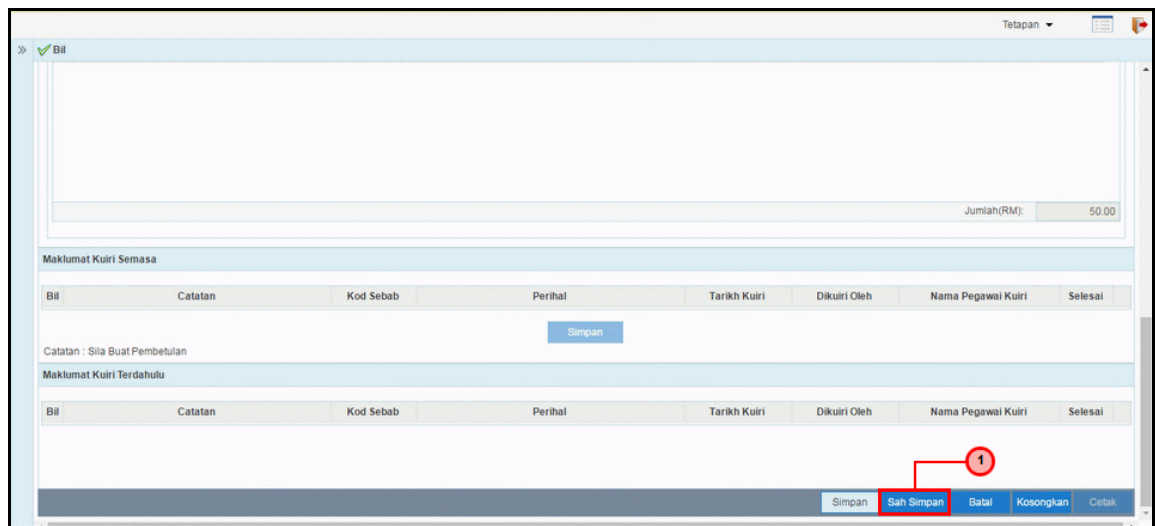 Tetapan
Bil
Jumlah(RM): 50.00
Maklumat Kuiri Semasa
Bil Catatan Kod Sebab Perihal Tarikh Kuiri Dikuiri Oleh Nama Pegawai Kuiri Selesai
Simpan
Catatan : Sila Buat Pembetulan
Maklumat Kuiri Terdahulu
Bil Catatan Kod Sebab Perihal Tarikh Kuiri Dikuiri Oleh Nama Pegawai Kuiri Selesai
1
Simpan Sah Simpan Batal Kosongkan Cetak